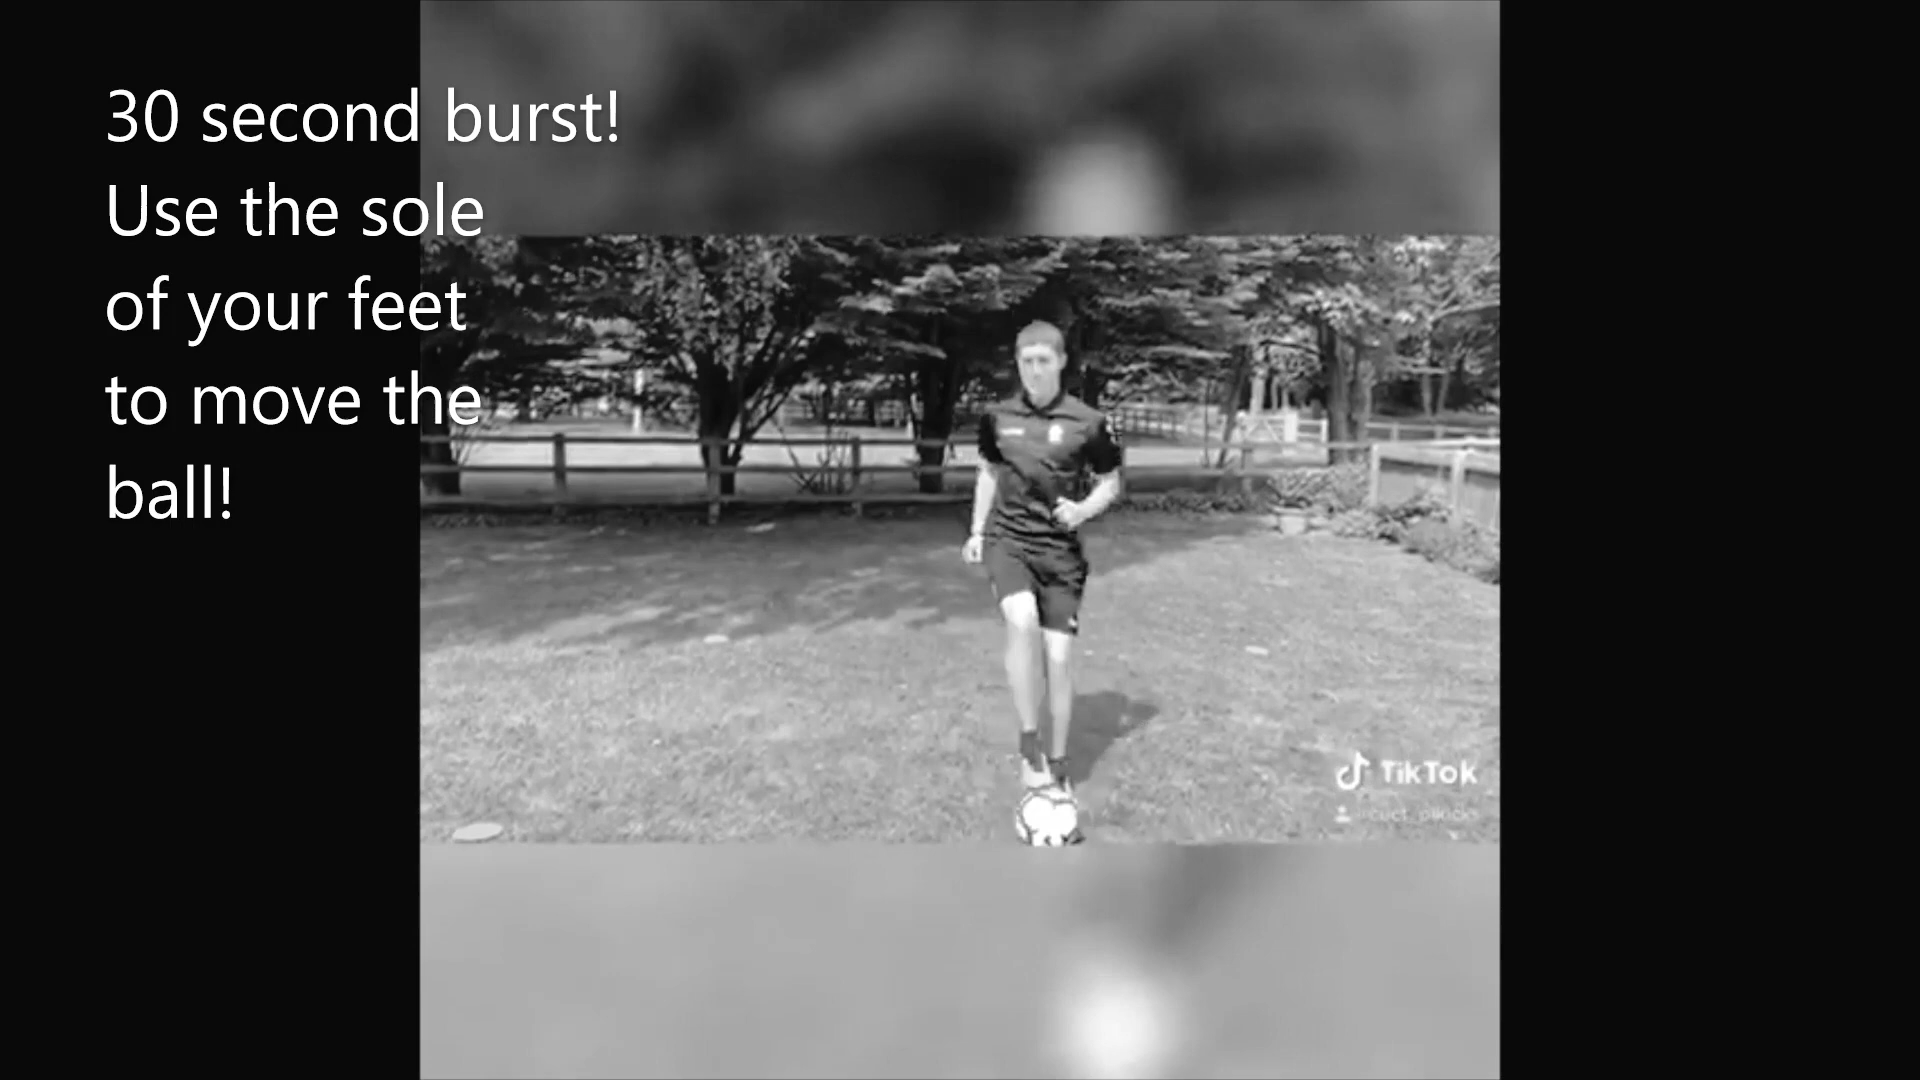 30 second burst!
Use the sole
of your feet
to move the
ball!
TikTok